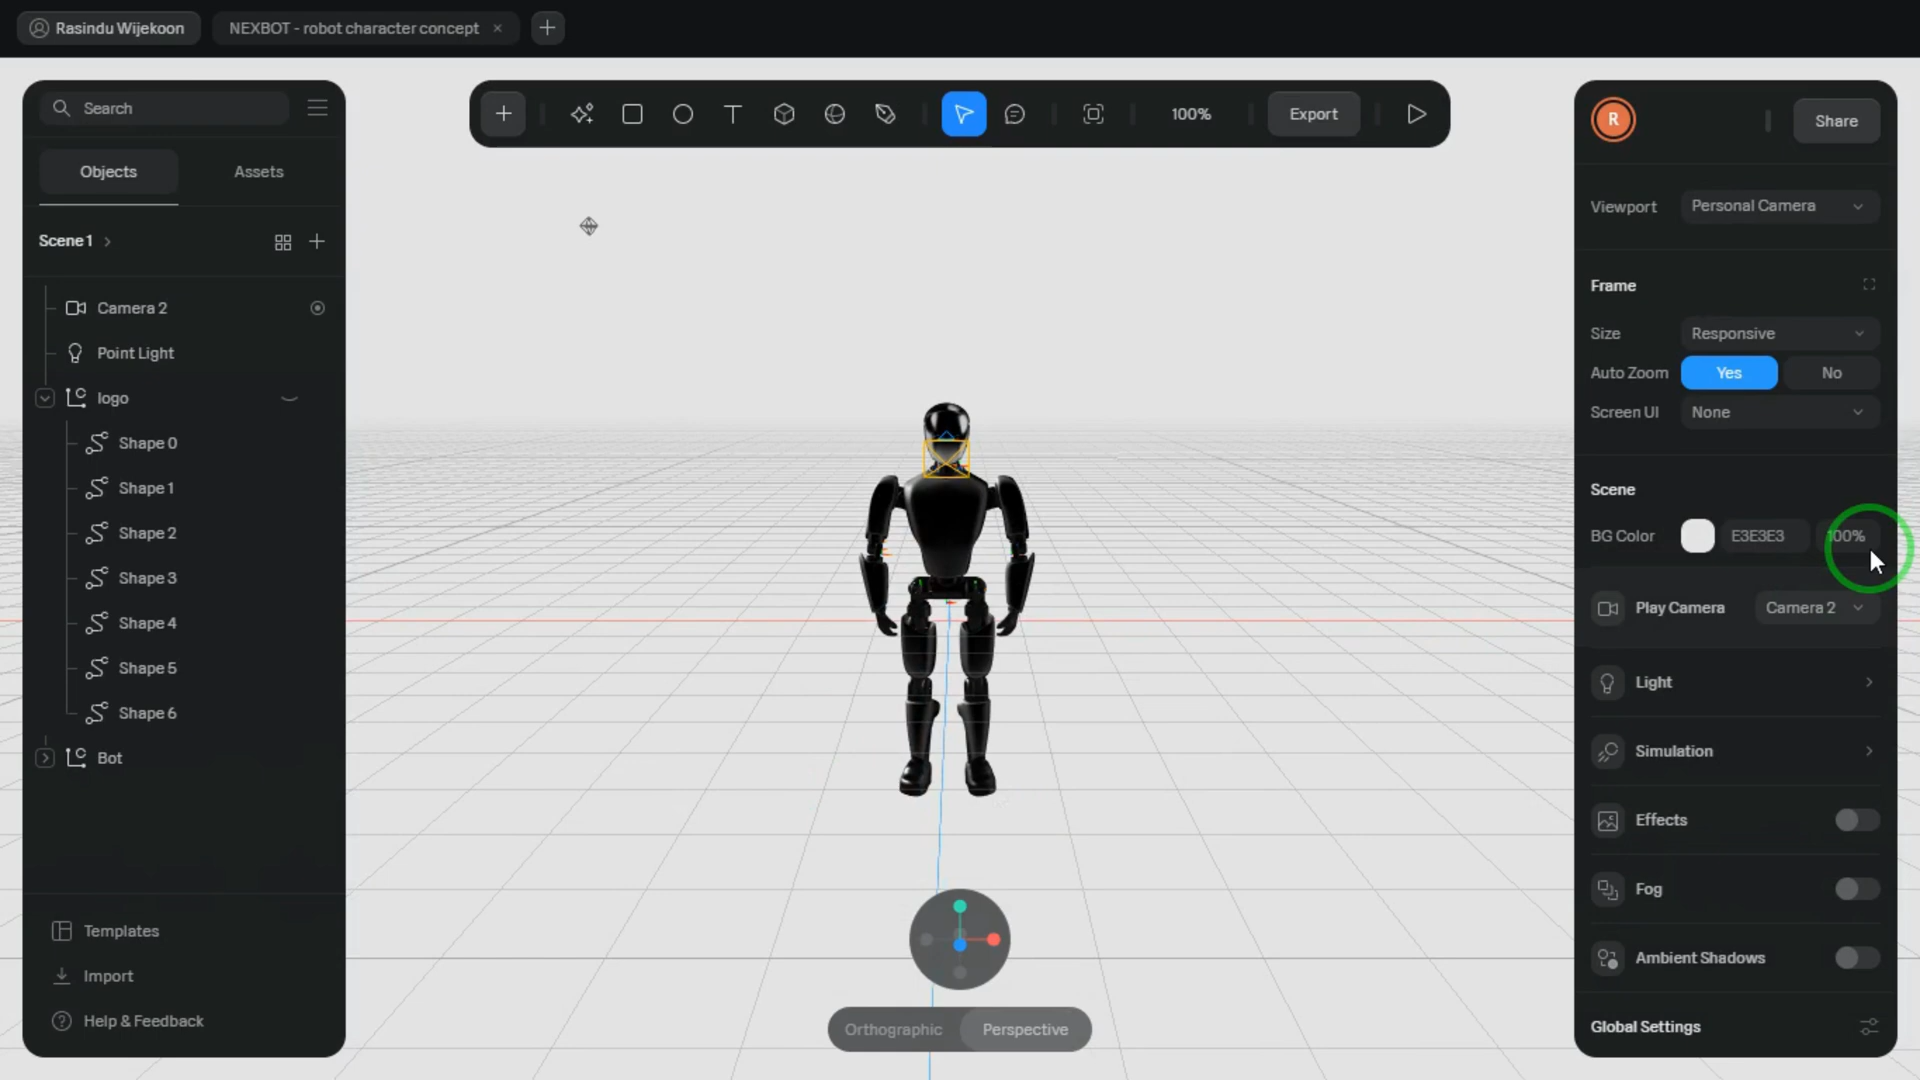 Rasindu Wijekoon
NEXBOT - robot character concept
Search
Objects
Assets
Scene 1
Camera 2
Point Light
logo
Shape 0
Shape 1
Shape 2
Shape 3
Shape 4
Shape 5
Shape 6
Bot
Templates
Import
Help & Feedback
T
100%
Export
Orthographic
Perspective
R
Share
Viewport
Personal Camera
Frame
Size
Responsive
Auto Zoom
Yes
No
Screen UI
None
Scene
BG Color
E3E3E3
100%
Play Camera
Camera 2
Light
Simulation
Effects
Fog
Ambient Shadows
Global Settings